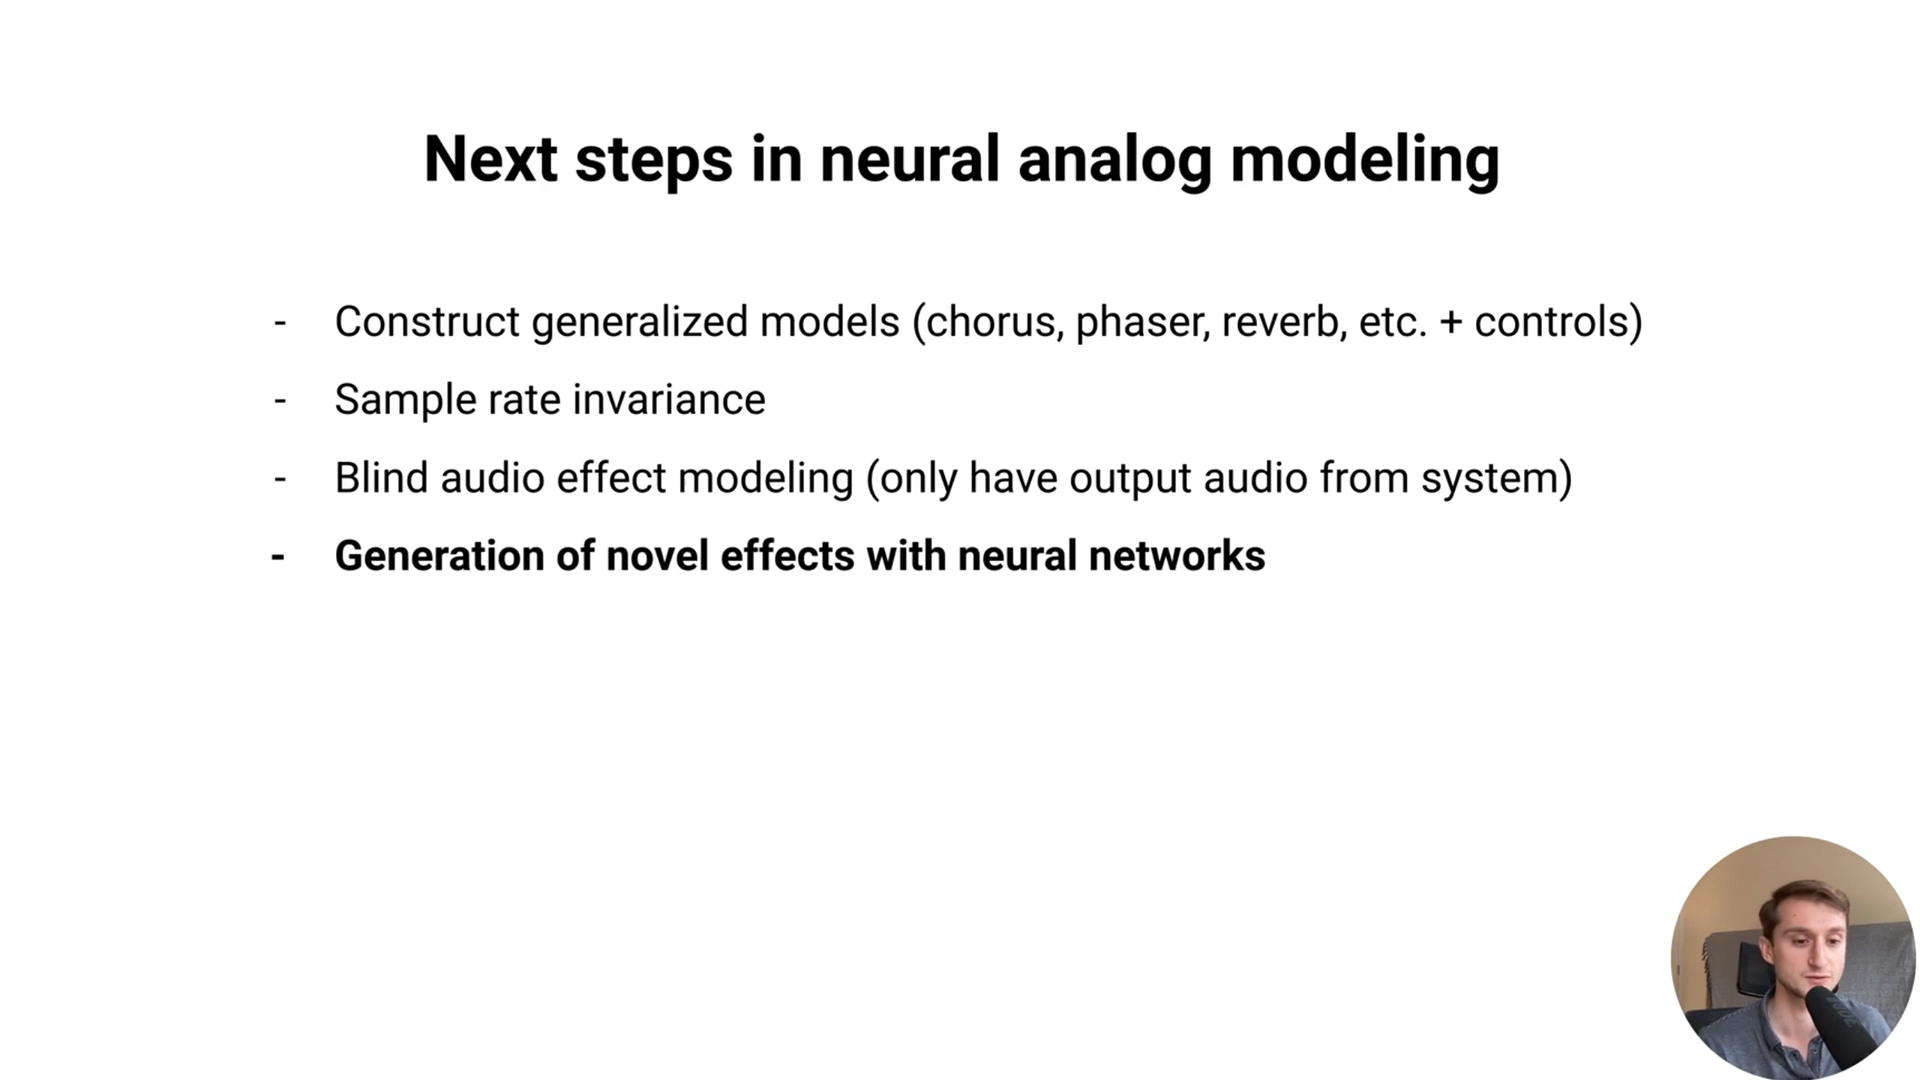 Next steps in neural analog modeling
- Construct generalized models (chorus, phaser, reverb, etc. + controls)
- Sample rate invariance
- Blind audio effect modeling (only have output audio from system)
- Generation of novel effects with neural networks